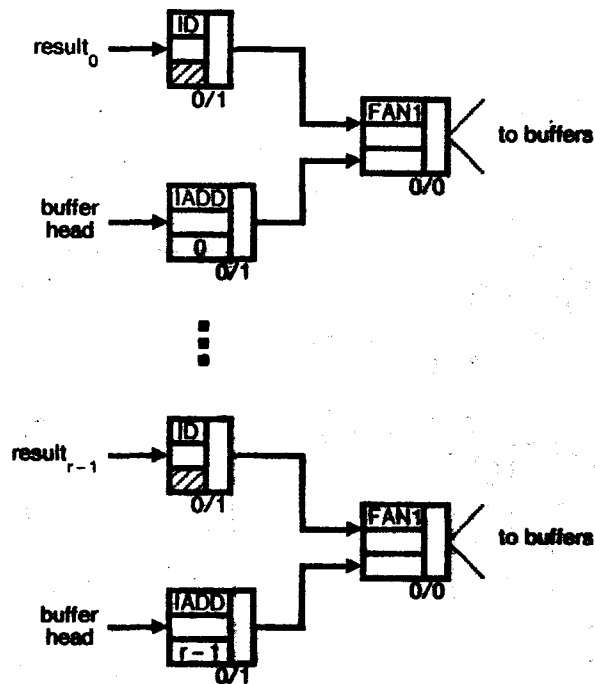 ID
result₀
0/1
FAN1
to buffers
0/0
IADD
buffer
head
0
0/1
ID
result r – 1
0/1
FAN1
to buffers
0/0
IADD
buffer
head
r – 1
0/1